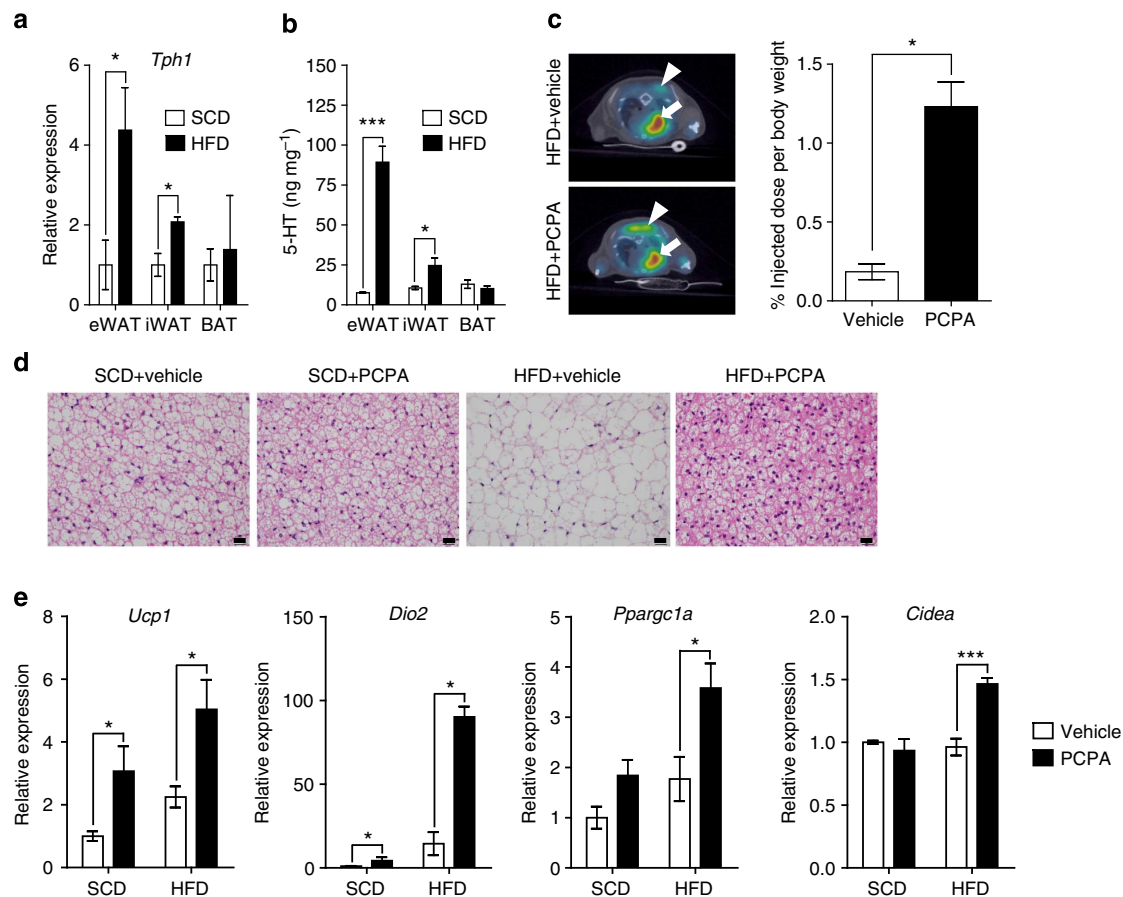 a
Tph1
Relative expression
6
4
2
0
*
*
SCD
HFD
eWAT iWAT BAT
b
5-HT (ng mg⁻¹)
150
125
100
75
50
25
0
***
*
SCD
HFD
eWAT iWAT BAT
c
HFD+vehicle
HFD+PCPA
% Injected dose per body weight
1.5
1.0
0.5
0.0
*
Vehicle PCPA
d
SCD+vehicle SCD+PCPA HFD+vehicle HFD+PCPA
e
Ucp1
Relative expression
8
6
4
2
0
*
*
SCD HFD
Dio2
Relative expression
150
100
50
0
*
*
SCD HFD
Ppargc1a
Relative expression
5
4
3
2
1
0
*
SCD HFD
Cidea
Relative expression
2.0
1.5
1.0
0.5
0.0
***
SCD HFD
Vehicle
PCPA